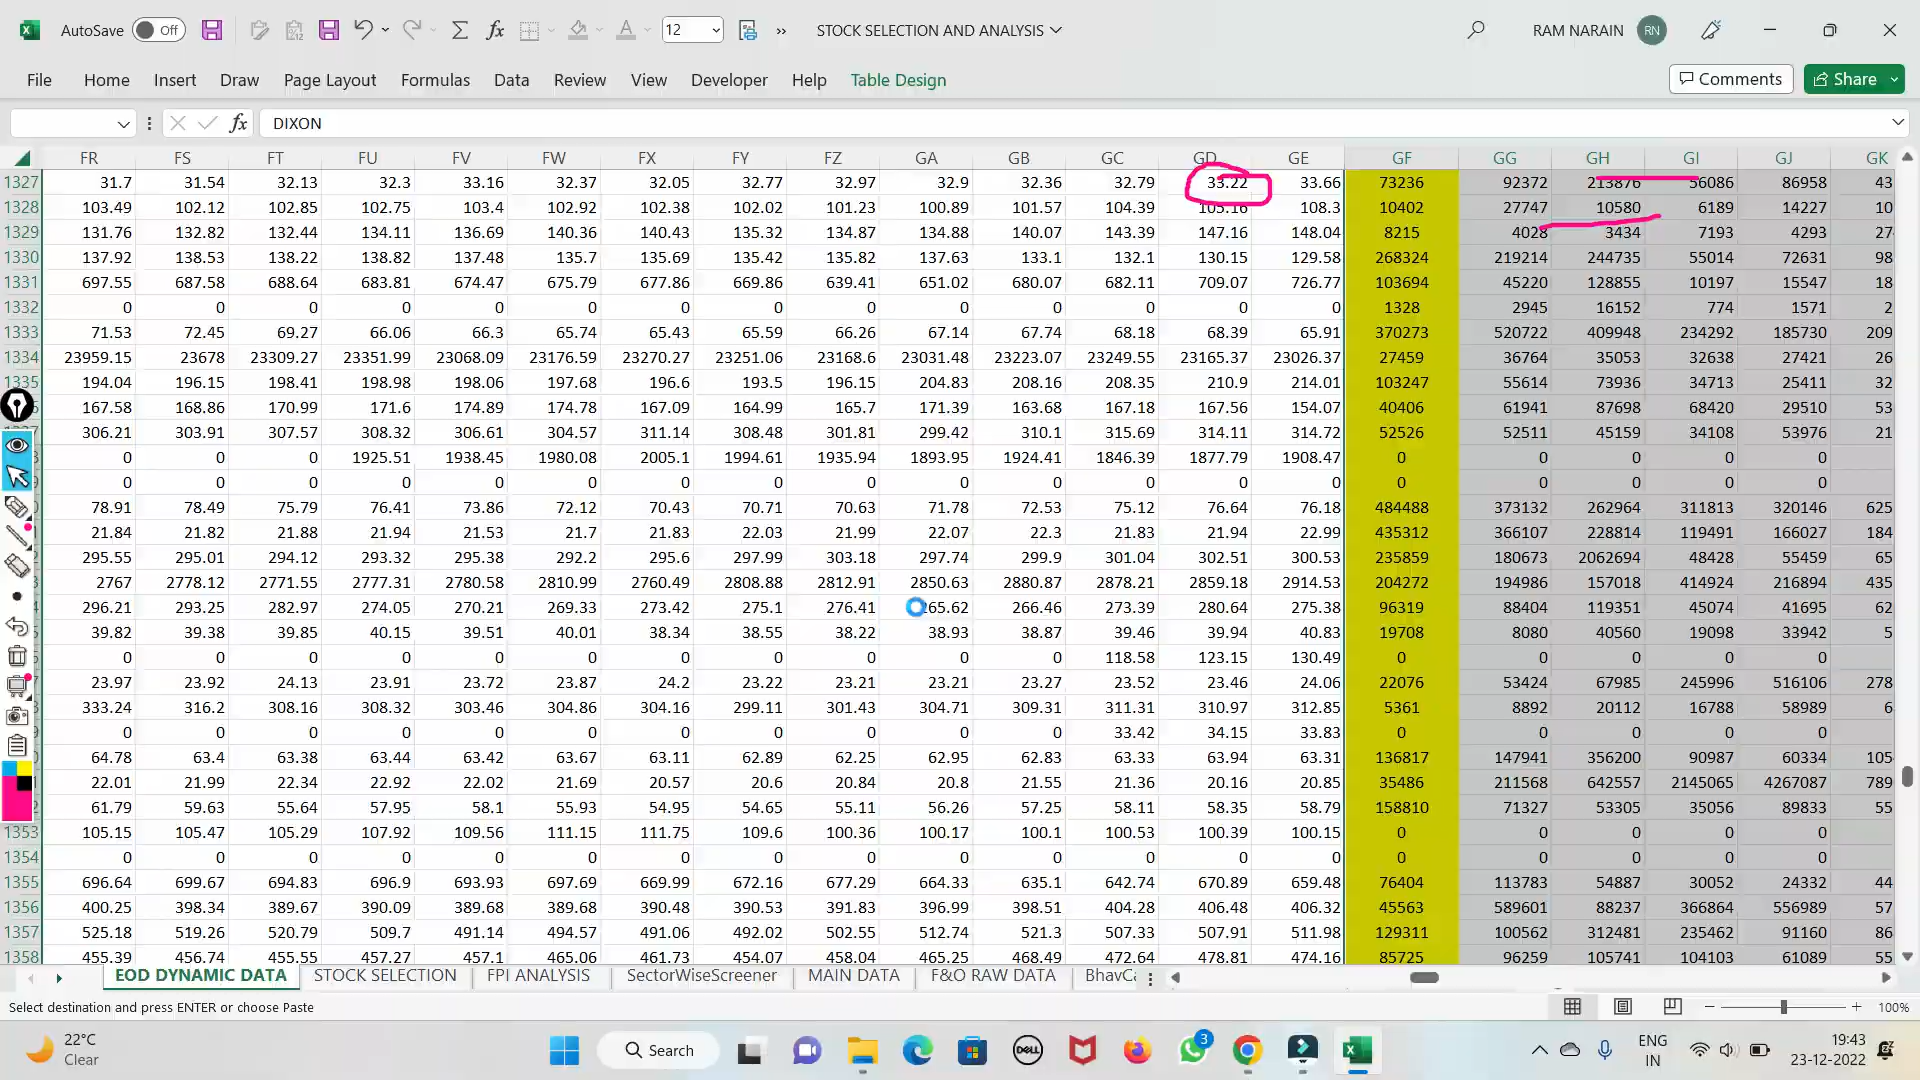 AutoSave Off 12 STOCK SELECTION AND ANALYSIS RAM NARAIN RN
File Home Insert Draw Page Layout Formulas Data Review View Developer Help Table Design Comments Share
fx DIXON
FR FS FT FU FV FW FX FY FZ GA GB GC GD GE GF GG GH GI GJ GK
1327 31.7 31.54 32.13 32.3 33.16 32.37 32.05 32.77 32.97 32.9 32.36 32.79 33.22 33.66 73236 92372 213876 56086 86958 43
1328 103.49 102.12 102.85 102.75 103.4 102.92 102.38 102.02 101.23 100.89 101.57 104.39 105.16 108.3 10402 27747 10580 6189 14227 10
1329 131.76 132.82 132.44 134.11 136.69 140.36 140.43 135.32 134.87 134.88 140.07 143.39 147.16 148.04 8215 4028 3434 7193 4293 27
1330 137.92 138.53 138.22 138.82 137.48 135.7 135.69 135.42 135.82 137.63 133.1 132.1 130.15 129.58 268324 219214 244735 55014 72631 98
1331 697.55 687.58 688.64 683.81 674.47 675.79 677.86 669.86 639.41 651.02 680.07 682.11 709.07 726.77 103694 45220 128855 10197 15547 18
1332 0 0 0 0 0 0 0 0 0 0 0 0 0 0 1328 2945 16152 774 1571 2
1333 71.53 72.45 69.27 66.06 66.3 65.74 65.43 65.59 66.26 67.14 67.74 68.18 68.39 65.91 370273 520722 409948 234292 185730 209
1334 23959.15 23678 23309.27 23351.99 23068.09 23176.59 23270.27 23251.06 23168.6 23031.48 23223.07 23249.55 23165.37 23026.37 27459 36764 35053 32638 27421 26
1335 194.04 196.15 198.41 198.98 198.06 197.68 196.6 193.5 196.15 204.83 208.16 208.35 210.9 214.01 103247 55614 73936 34713 25411 32
167.58 168.86 170.99 171.6 174.89 174.78 167.09 164.99 165.7 171.39 163.68 167.18 167.56 154.07 40406 61941 87698 68420 29510 53
306.21 303.91 307.57 308.32 306.61 304.57 311.14 308.48 301.81 299.42 310.1 315.69 314.11 314.72 52526 52511 45159 34108 53976 21
0 0 0 1925.51 1938.45 1980.08 2005.1 1994.61 1935.94 1893.95 1924.41 1846.39 1877.79 1908.47 0 0 0 0 0
0 0 0 0 0 0 0 0 0 0 0 0 0 0 0 0 0 0 0
78.91 78.49 75.79 76.41 73.86 72.12 70.43 70.71 70.63 71.78 72.53 75.12 76.64 76.18 484488 373132 262964 311813 320146 625
21.84 21.82 21.88 21.94 21.53 21.7 21.83 22.03 21.99 22.07 22.3 21.83 21.94 22.99 435312 366107 228814 119491 166027 184
295.55 295.01 294.12 293.32 295.38 292.2 295.6 297.99 303.18 297.74 299.9 301.04 302.51 300.53 235859 180673 2062694 48428 55459 65
2767 2778.12 2771.55 2777.31 2780.58 2810.99 2760.49 2808.88 2812.91 2850.63 2880.87 2878.21 2859.18 2914.53 204272 194986 157018 414924 216894 435
296.21 293.25 282.97 274.05 270.21 269.33 273.42 275.1 276.41 265.62 266.46 273.39 280.64 275.38 96319 88404 119351 45074 41695 62
39.82 39.38 39.85 40.15 39.51 40.01 38.34 38.55 38.22 38.93 38.87 39.46 39.94 40.83 19708 8080 40560 19098 33942 5
0 0 0 0 0 0 0 0 0 0 0 118.58 123.15 130.49 0 0 0 0 0
23.97 23.92 24.13 23.91 23.72 23.87 24.2 23.22 23.21 23.21 23.27 23.52 23.46 24.06 22076 53424 67985 245996 516106 278
333.24 316.2 308.16 308.32 303.46 304.86 304.16 299.11 301.43 304.71 309.31 311.31 310.97 312.85 5361 8892 20112 16788 58989 6
0 0 0 0 0 0 0 0 0 0 0 33.42 34.15 33.83 0 0 0 0 0
64.78 63.4 63.38 63.44 63.42 63.67 63.11 62.89 62.25 62.95 62.83 63.33 63.94 63.31 136817 147941 356200 90987 60334 105
22.01 21.99 22.34 22.92 22.02 21.69 20.57 20.6 20.84 20.8 21.55 21.36 20.16 20.85 35486 211568 642557 2145065 4267087 789
61.79 59.63 55.64 57.95 58.1 55.93 54.95 54.65 55.11 56.26 57.25 58.11 58.35 58.79 158810 71327 53305 35056 89833 55
1353 105.15 105.47 105.29 107.92 109.56 111.15 111.75 109.6 100.36 100.17 100.1 100.53 100.39 100.15 0 0 0 0 0
1354 0 0 0 0 0 0 0 0 0 0 0 0 0 0 0 0 0 0 0
1355 696.64 699.67 694.83 696.9 693.93 697.69 669.99 672.16 677.29 664.33 635.1 642.74 670.89 659.48 76404 113783 54887 30052 24332 44
1356 400.25 398.34 389.67 390.09 389.68 389.68 390.48 390.53 391.83 396.99 398.51 404.28 406.48 406.32 45563 589601 88237 366864 556989 57
1357 525.18 519.26 520.79 509.7 491.14 494.57 491.06 492.02 502.55 512.74 521.3 507.33 507.91 511.98 129311 100562 312481 235462 91160 86
1358 455.39 456.74 455.55 457.27 457.1 465.06 461.73 454.07 458.04 465.25 468.49 472.64 478.81 474.16 85725 96259 105741 104103 61089 55
EOD DYNAMIC DATA STOCK SELECTION FPI ANALYSIS SectorWiseScreener MAIN DATA F&O RAW DATA BhavCa
Select destination and press ENTER or choose Paste 100%
22°C
Clear
Search
DELL
3
ENG
IN
19:43
23-12-2022